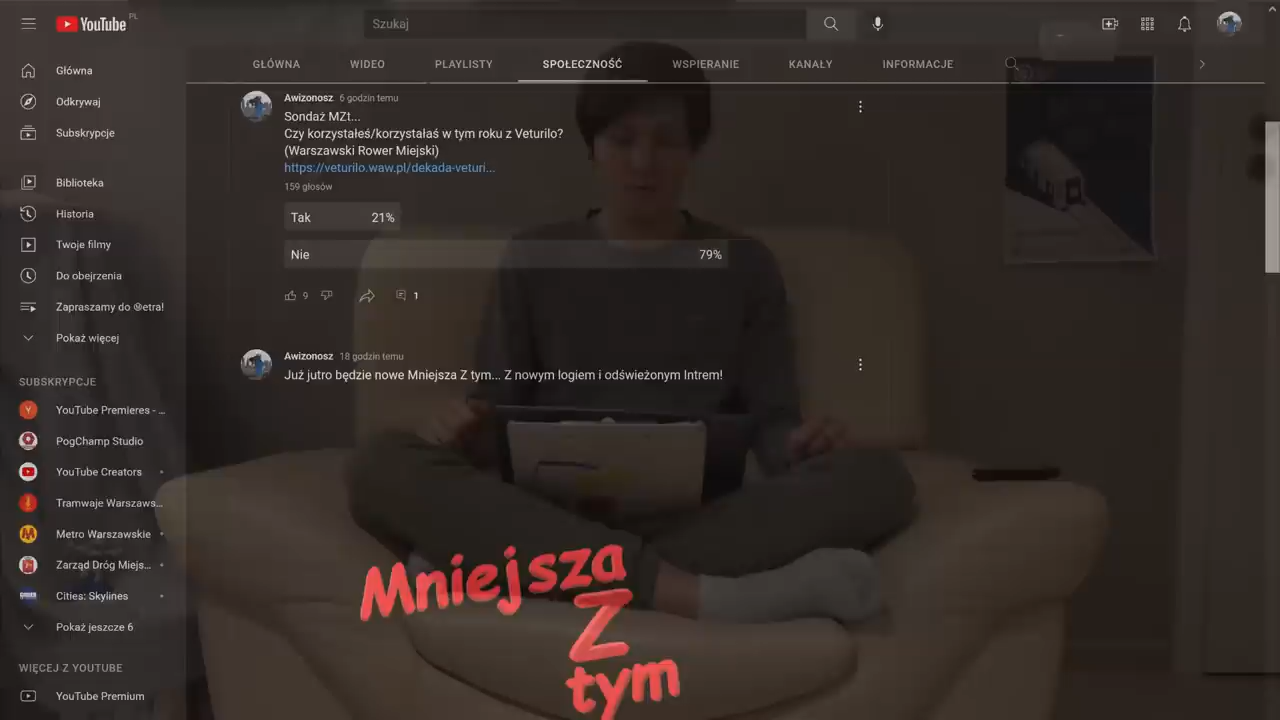 YouTube PL
Szukaj
GŁÓWNA WIDEO PLAYLISTY SPOŁECZNOŚĆ WSPIERANIE KANAŁY INFORMACJE
Główna
Odkrywaj
Subskrypcje
Biblioteka
Historia
Twoje filmy
Do obejrzenia
Zapraszamy do Ⓜetra!
Pokaż więcej
SUBSKRYPCJE
YouTube Premieres - ...
PogChamp Studio
YouTube Creators
Tramwaje Warszaws...
Metro Warszawskie
Zarząd Dróg Miejs...
Cities: Skylines
Pokaż jeszcze 6
WIĘCEJ Z YOUTUBE
YouTube Premium
Awizonosz 6 godzin temu
Sondaż MZt...
Czy korzystałeś/korzystałaś w tym roku z Veturilo?
(Warszawski Rower Miejski)
https://veturilo.waw.pl/dekada-veturi...
159 głosów
Tak 21%
Nie 79%
9 1
Awizonosz 18 godzin temu
Już jutro będzie nowe Mniejsza Z tym... Z nowym logiem i odświeżonym Intrem!
Mniejsza
Z
tym